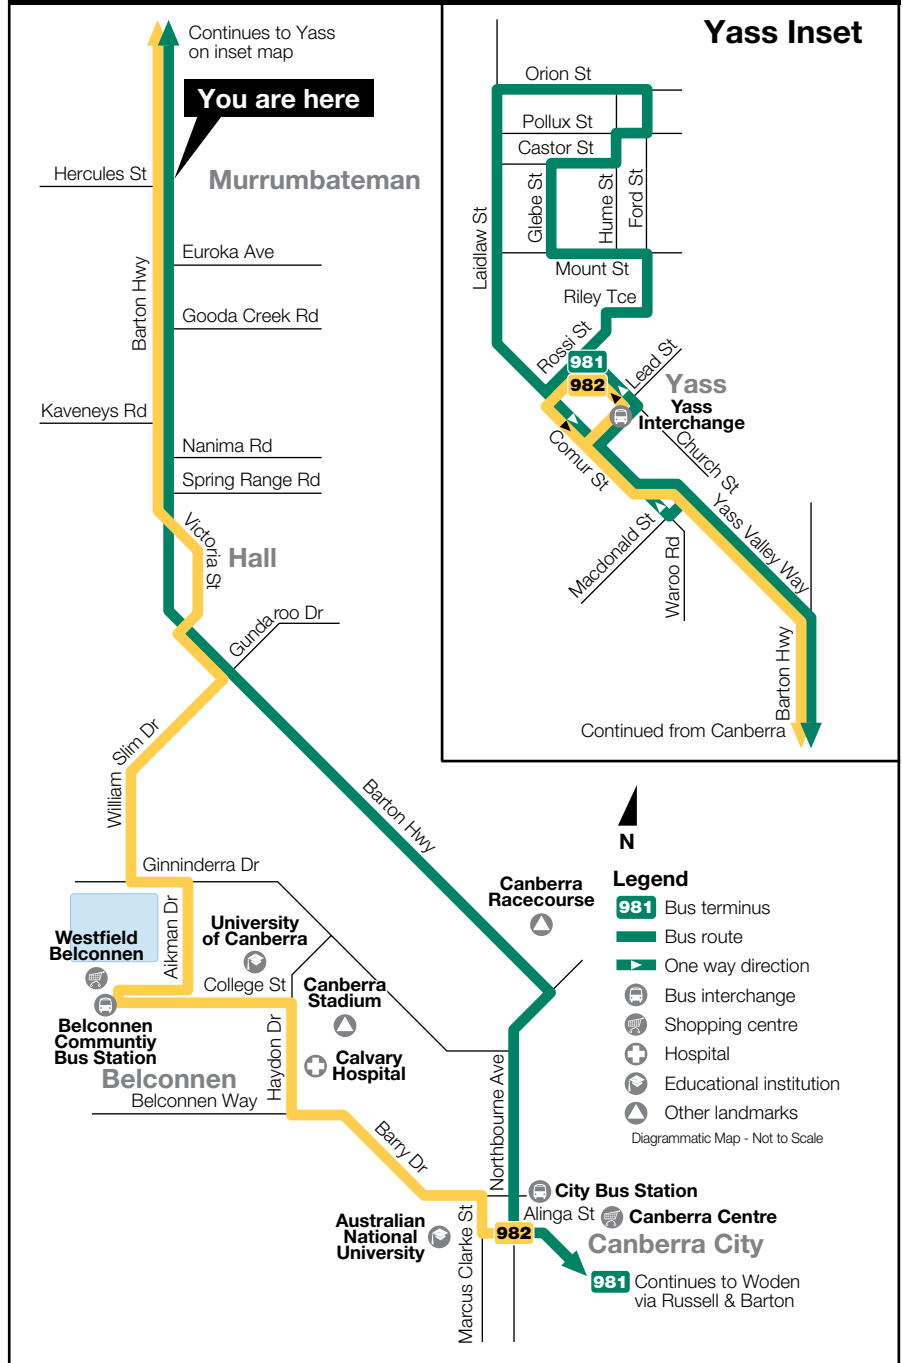 Continues to Yass
on inset map
You are here
Hercules St
Murrumbateman
Barton Hwy
Euroka Ave
Gooda Creek Rd
Kaveneys Rd
Nanima Rd
Spring Range Rd
Victoria St
Hall
Gundaroo Dr
William Slim Dr
Barton Hwy
Ginninderra Dr
Aikman Dr
Westfield
Belconnen
University
of Canberra
College St
Canberra
Stadium
Belconnen
Communtiy
Bus Station
Haydon Dr
Calvary
Hospital
Belconnen
Belconnen Way
Barry Dr
Northbourne Ave
Canberra
Racecourse
Australian
National
University
Marcus Clarke St
982
City Bus Station
Alinga St
Canberra Centre
Canberra City
981
Continues to Woden
via Russell & Barton
Yass Inset
Orion St
Pollux St
Castor St
Glebe St
Hume St
Ford St
Laidlaw St
Mount St
Riley Tce
Rossi St
981
982
Lead St
Yass
Yass
Interchange
Church St
Comur St
Yass Valley Way
Macdonald St
Waroo Rd
Barton Hwy
Continued from Canberra
N
Legend
981 Bus terminus
Bus route
One way direction
Bus interchange
Shopping centre
Hospital
Educational institution
Other landmarks
Diagrammatic Map - Not to Scale